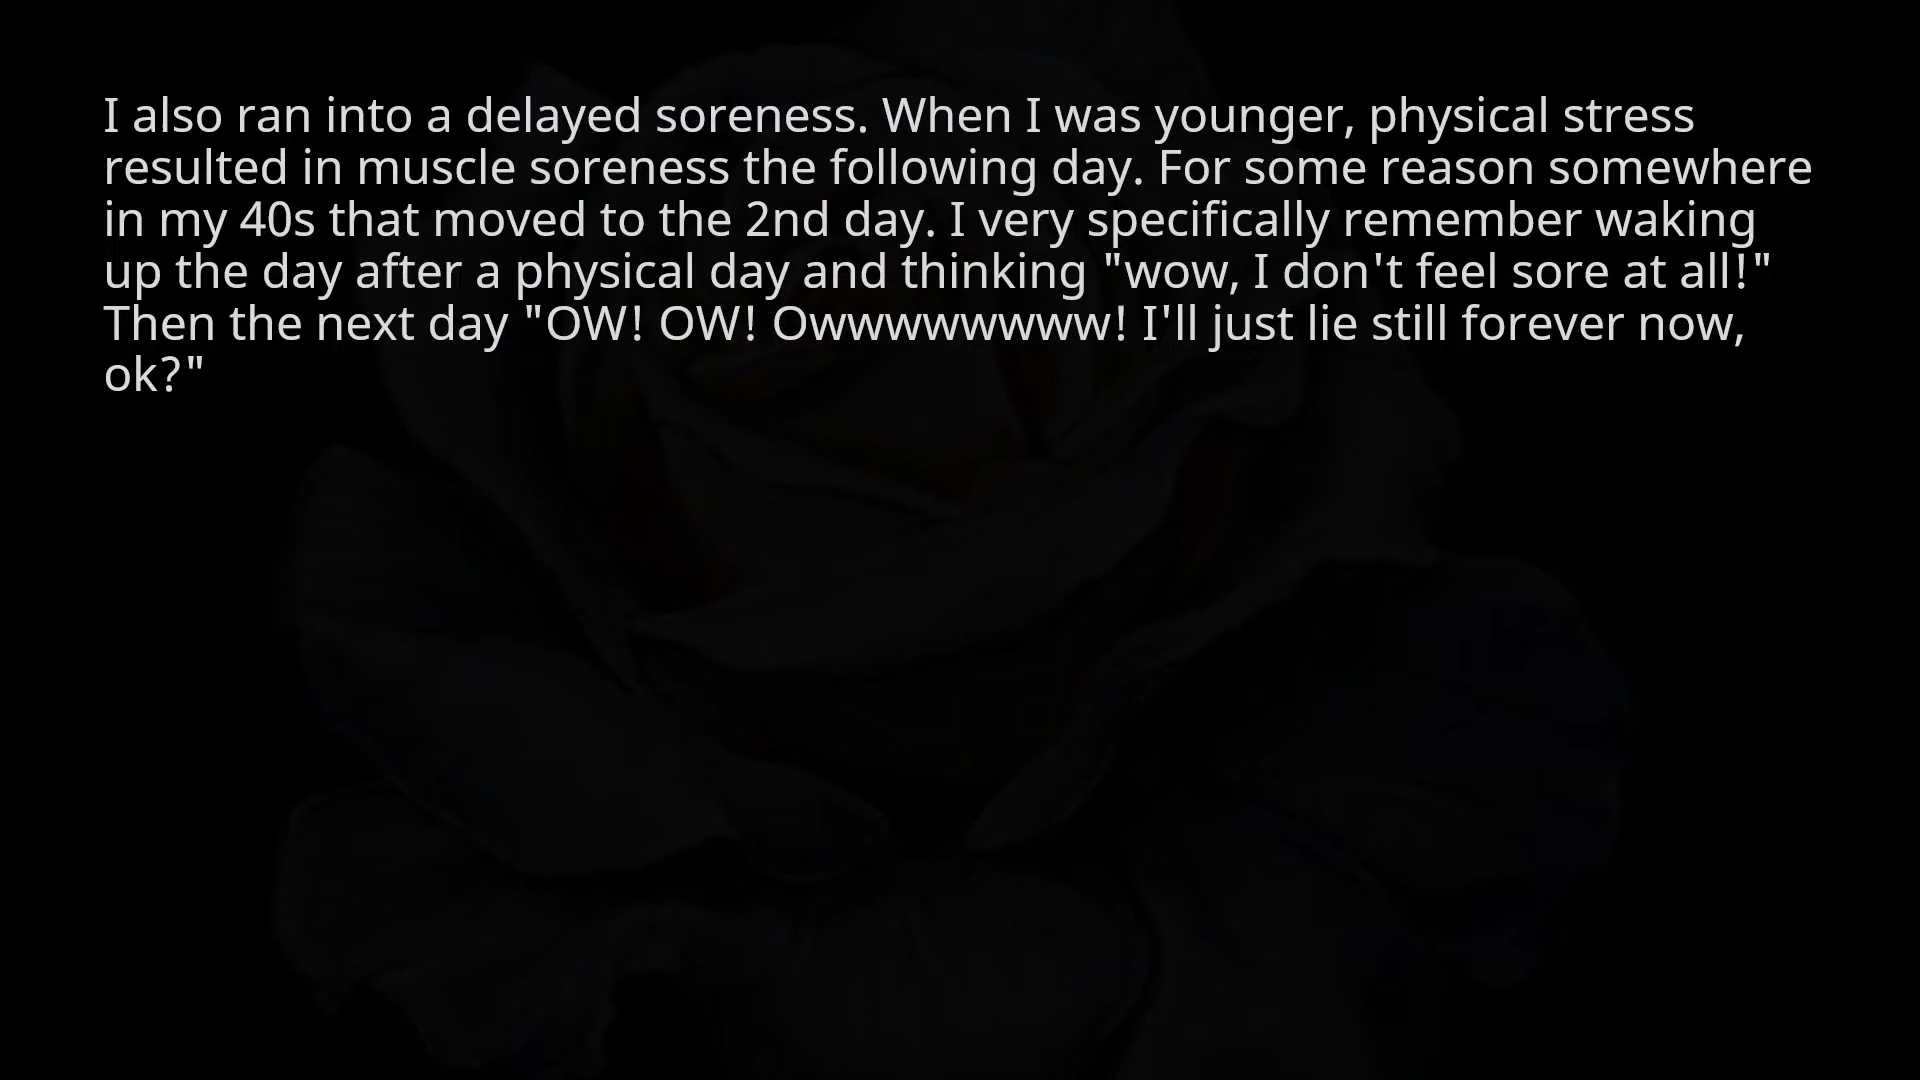 I also ran into a delayed soreness. When I was younger, physical stress
resulted in muscle soreness the following day. For some reason somewhere
in my 40s that moved to the 2nd day. I very specifically remember waking
up the day after a physical day and thinking "wow, I don't feel sore at all!"
Then the next day "OW! OW! Owwwwwwww! I'll just lie still forever now,
ok?"